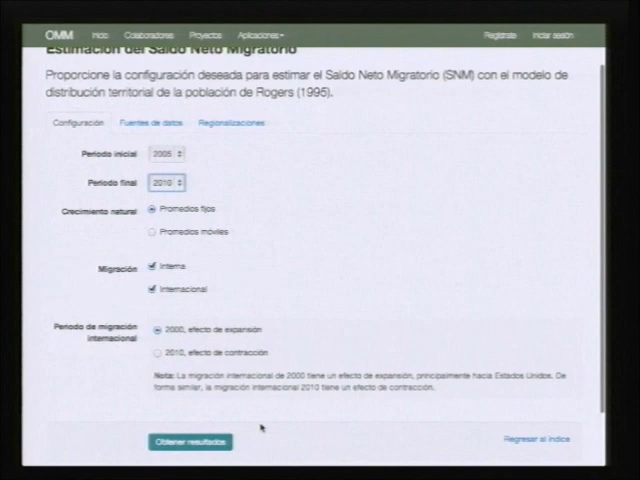 OMM Inicio Colaboradores Proyectos Aplicaciones Regístrate Iniciar sesión
Estimación del Saldo Neto Migratorio
Proporcione la configuración deseada para estimar el Saldo Neto Migratorio (SNM) con el modelo de
distribución territorial de la población de Rogers (1995).
Configuración Fuentes de datos Regionalizaciones
Periodo inicial 2005
Periodo final 2010
Crecimiento natural Promedios fijos
Promedios móviles
Migración Interna
Internacional
Periodo de migración
internacional
2000, efecto de expansión
2010, efecto de contracción
Nota: La migración internacional de 2000 tiene un efecto de expansión, principalmente hacia Estados Unidos. De
forma similar, la migración internacional 2010 tiene un efecto de contracción.
Obtener resultados Regresar al índice